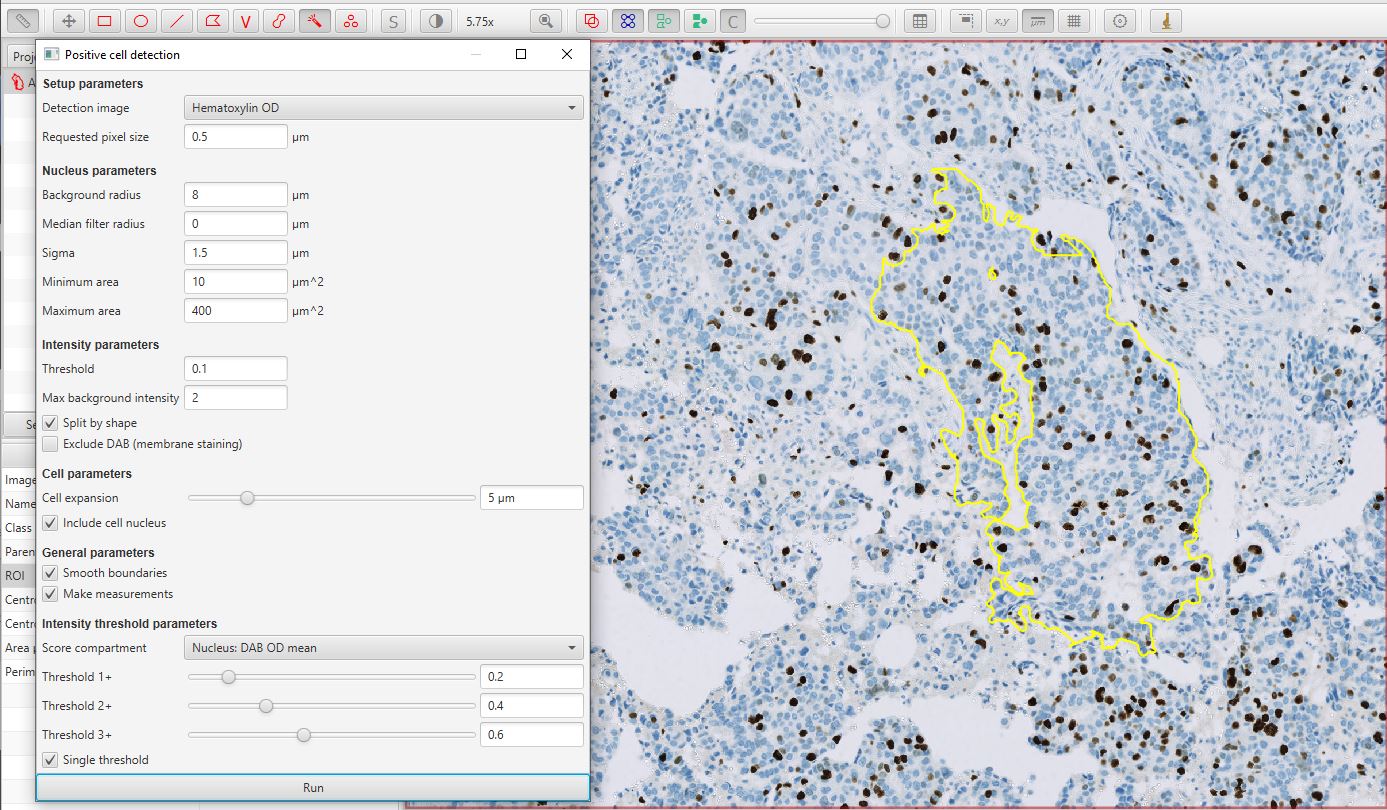 V
S
5.75x
C
x,y
µm
Proj
Positive cell detection
A
Setup parameters
Detection image Hematoxylin OD
Requested pixel size 0.5 µm
Nucleus parameters
Background radius 8 µm
Median filter radius 0 µm
Sigma 1.5 µm
Minimum area 10 µm^2
Maximum area 400 µm^2
Intensity parameters
Threshold 0.1
Max background intensity 2
Split by shape
Se
Exclude DAB (membrane staining)
Cell parameters
Image
Cell expansion 5 µm
Name
Include cell nucleus
Class
General parameters
Paren
Smooth boundaries
ROI
Make measurements
Centr
Intensity threshold parameters
Centr
Score compartment Nucleus: DAB OD mean
Area
Perim
Threshold 1+ 0.2
Threshold 2+ 0.4
Threshold 3+ 0.6
Single threshold
Run